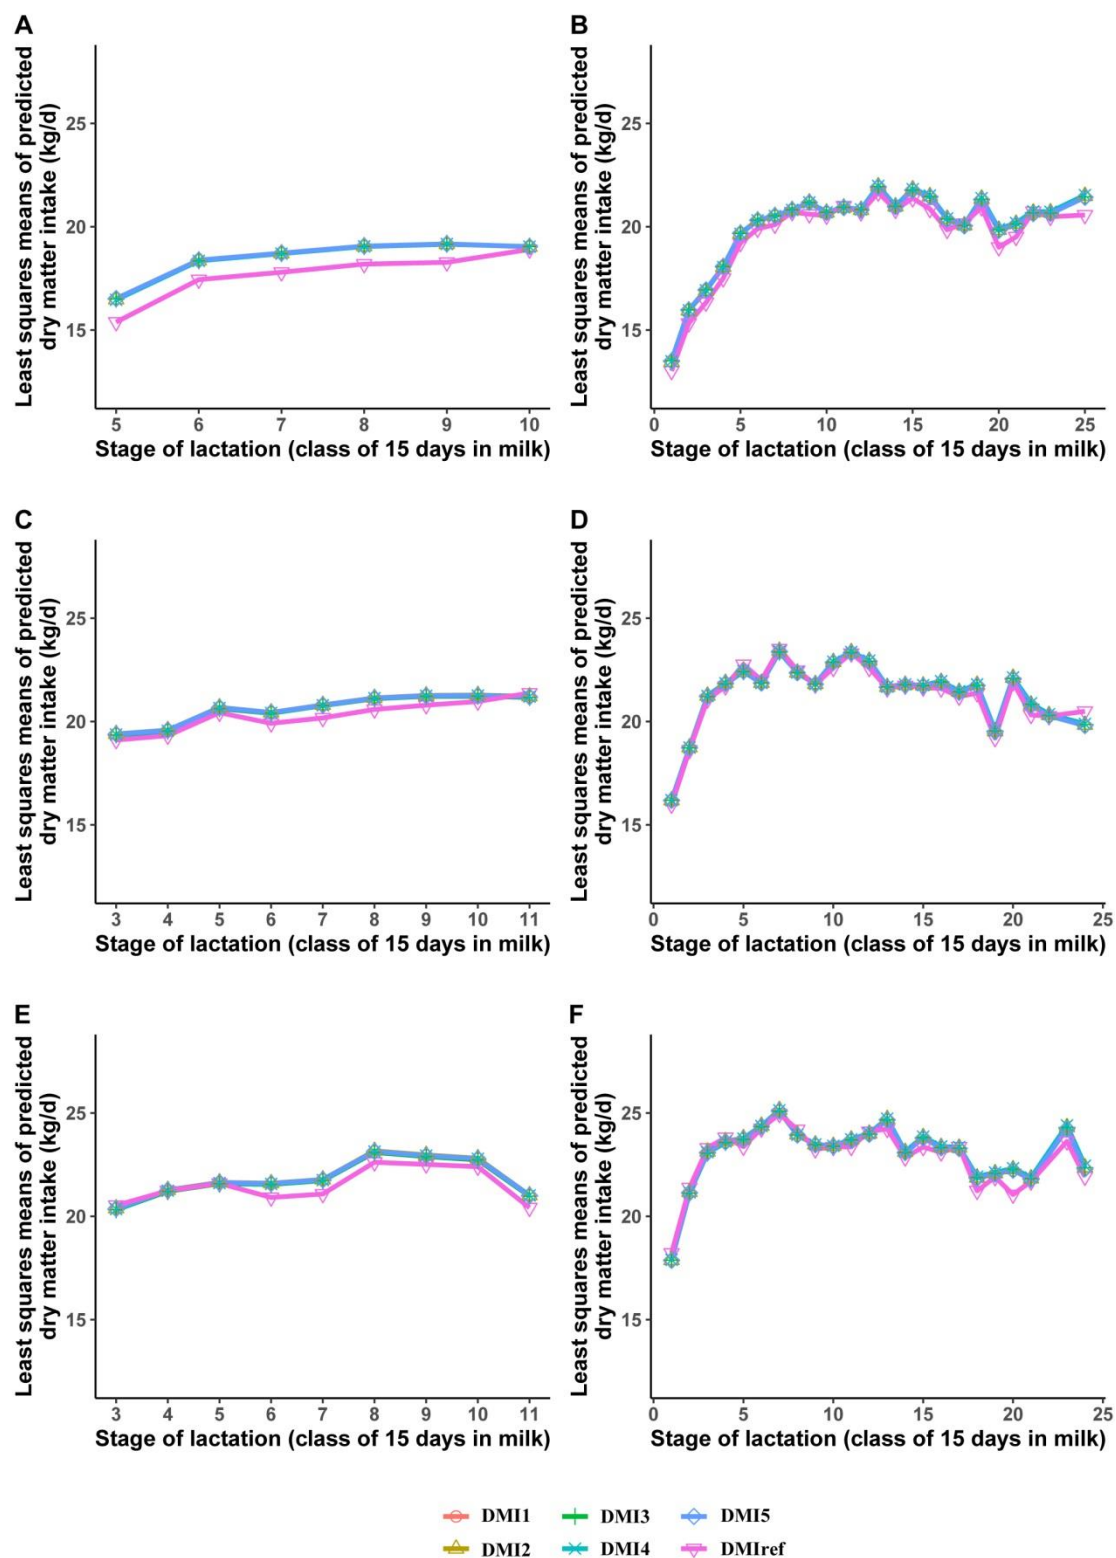 A
Least squares means of predicted
dry matter intake (kg/d)
25
20
15
5 6 7 8 9 10
Stage of lactation (class of 15 days in milk)
B
Least squares means of predicted
dry matter intake (kg/d)
25
20
15
0 5 10 15 20 25
Stage of lactation (class of 15 days in milk)
C
Least squares means of predicted
dry matter intake (kg/d)
25
20
15
3 4 5 6 7 8 9 10 11
Stage of lactation (class of 15 days in milk)
D
Least squares means of predicted
dry matter intake (kg/d)
25
20
15
0 5 10 15 20 25
Stage of lactation (class of 15 days in milk)
E
Least squares means of predicted
dry matter intake (kg/d)
25
20
15
3 4 5 6 7 8 9 10 11
Stage of lactation (class of 15 days in milk)
F
Least squares means of predicted
dry matter intake (kg/d)
25
20
15
0 5 10 15 20 25
Stage of lactation (class of 15 days in milk)
DMI1 DMI3 DMI5
DMI2 DMI4 DMIref